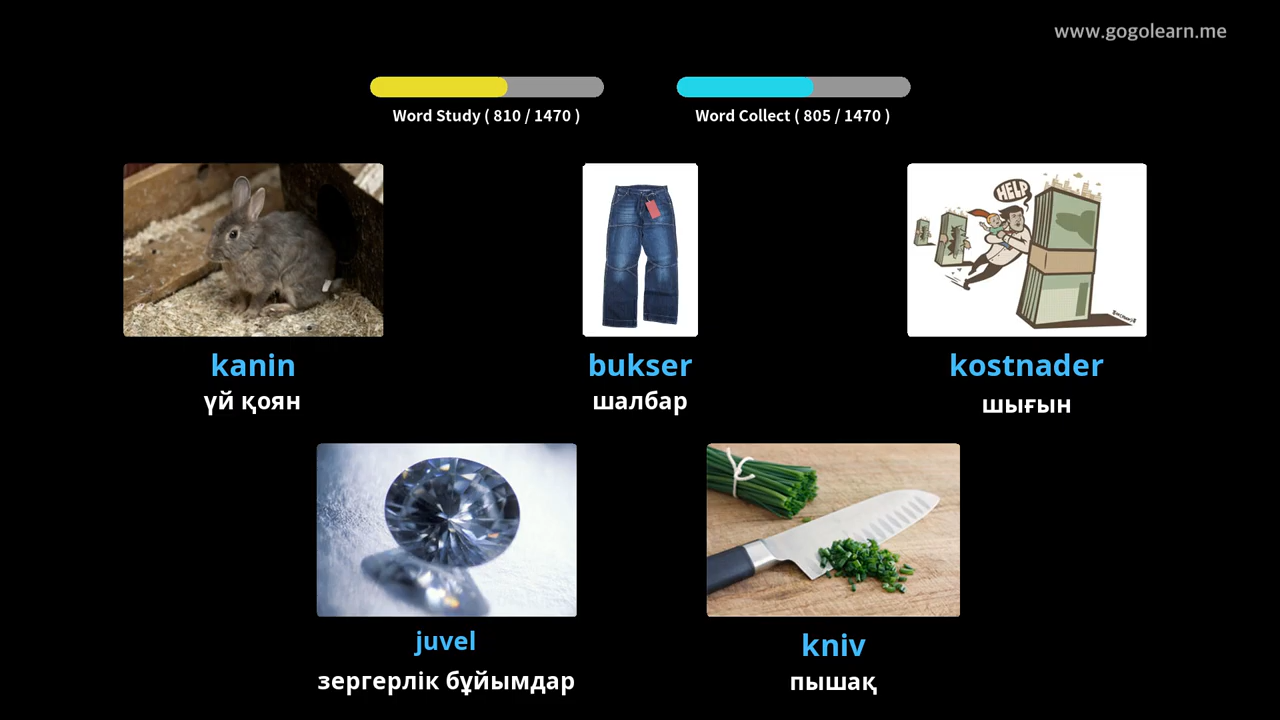 www.gogolearn.me
Word Study ( 810 / 1470 )
Word Collect ( 805 / 1470 )
HELP
kanin
bukser
kostnader
үй қоян
шалбар
шығын
juvel
kniv
зергерлік бұйымдар
пышақ